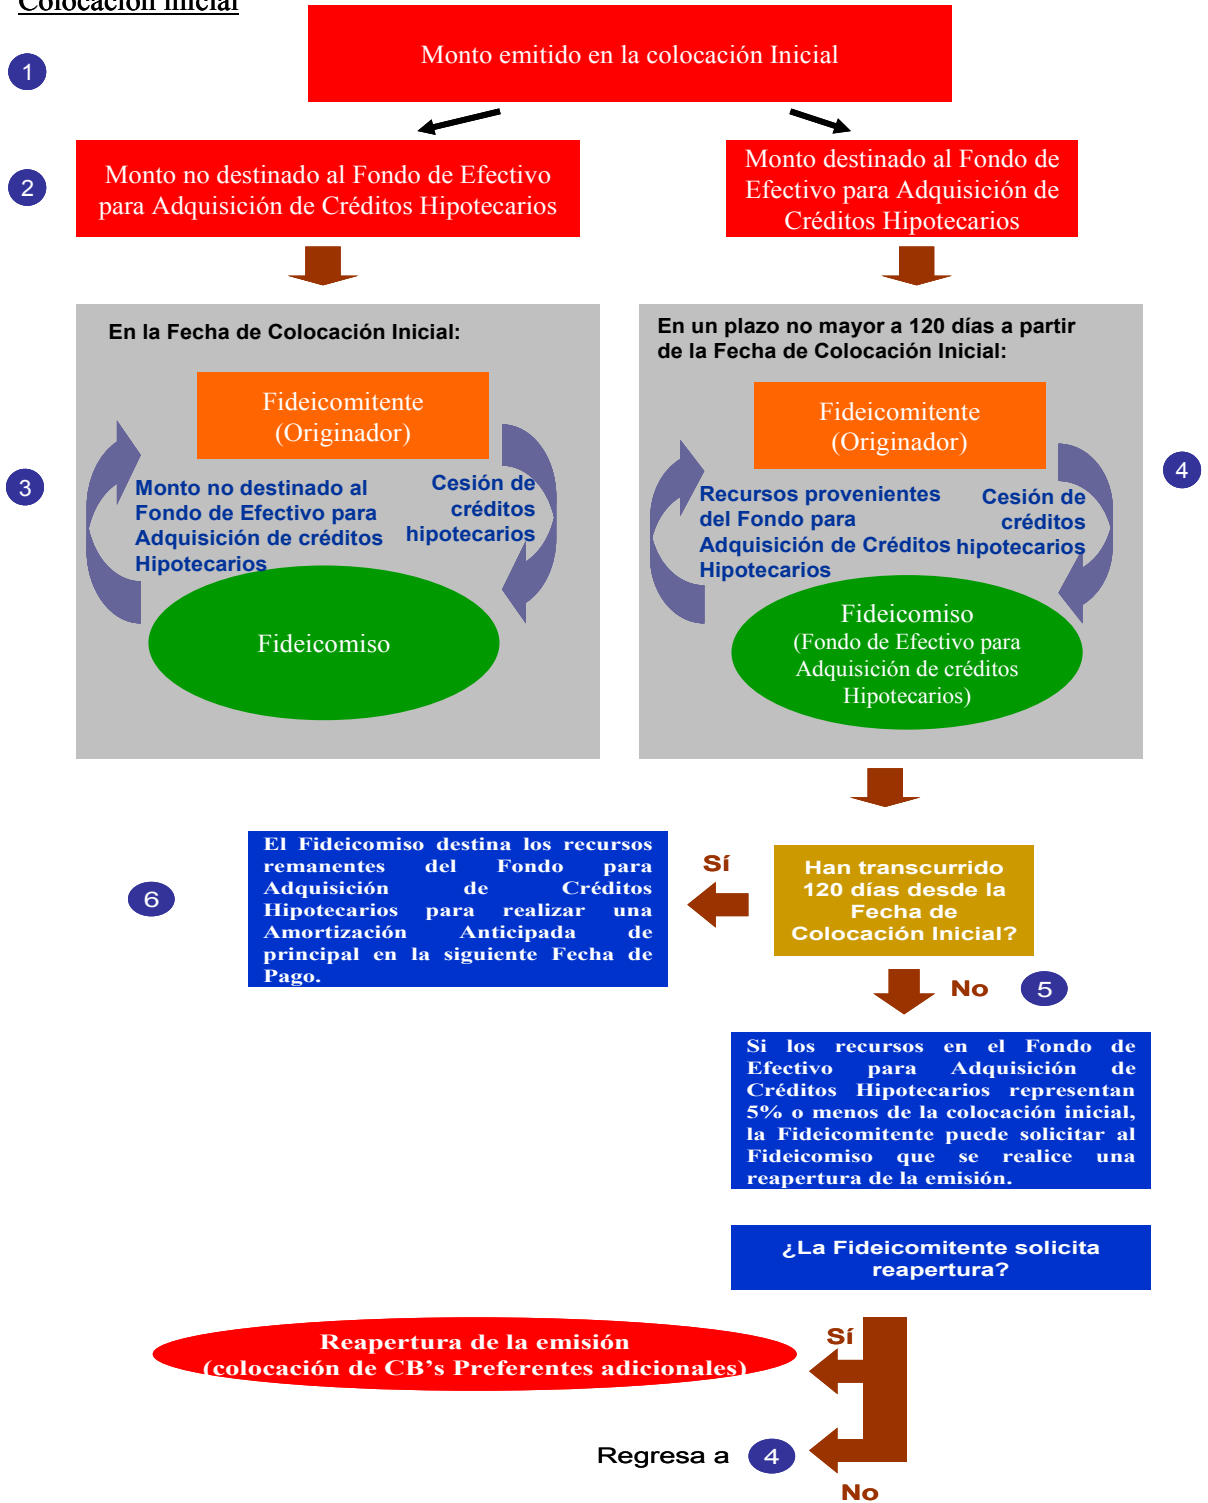 Colocación inicial
1
Monto emitido en la colocación Inicial
2
Monto no destinado al Fondo de Efectivo
para Adquisición de Créditos Hipotecarios
Monto destinado al Fondo de
Efectivo para Adquisición de
Créditos Hipotecarios
En la Fecha de Colocación Inicial:
Fideicomitente
(Originador)
3
Monto no destinado al
Fondo de Efectivo para
Adquisición de créditos
Hipotecarios
Cesión de
créditos
hipotecarios
Fideicomiso
En un plazo no mayor a 120 días a partir
de la Fecha de Colocación Inicial:
Fideicomitente
(Originador)
4
Recursos provenientes
del Fondo para
Adquisición de Créditos
Hipotecarios
Cesión de
créditos
hipotecarios
Fideicomiso
(Fondo de Efectivo para
Adquisición de créditos
Hipotecarios)
Han transcurrido
120 días desde la
Fecha de
Colocación Inicial?
Sí
6
El Fideicomiso destina los recursos
remanentes del Fondo para
Adquisición de Créditos
Hipotecarios para realizar una
Amortización Anticipada de
principal en la siguiente Fecha de
Pago.
No
5
Si los recursos en el Fondo de
Efectivo para Adquisición de
Créditos Hipotecarios representan
5% o menos de la colocación inicial,
la Fideicomitente puede solicitar al
Fideicomiso que se realice una
reapertura de la emisión.
¿La Fideicomitente solicita
reapertura?
Sí
Reapertura de la emisión
(colocación de CB's Preferentes adicionales)
Regresa a 4
No